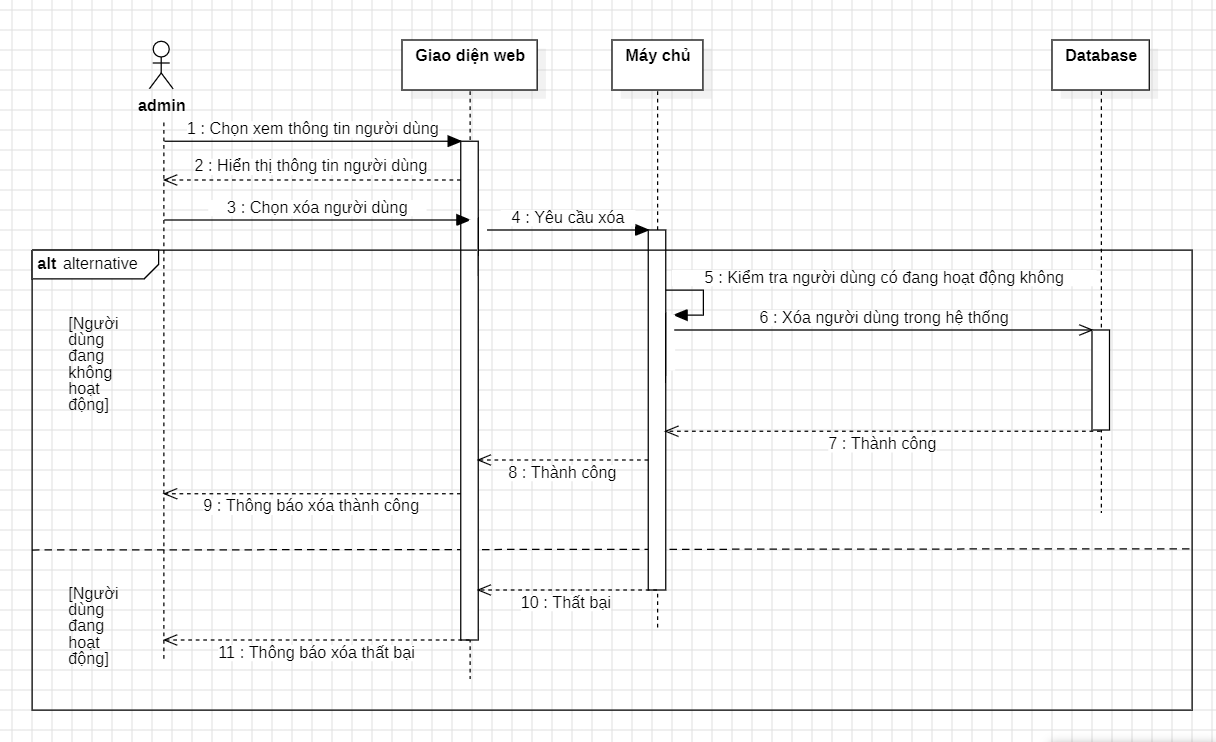 Giao diện web
Máy chủ
Database
admin
1 : Chọn xem thông tin người dùng
2 : Hiển thị thông tin người dùng
3 : Chọn xóa người dùng
4 : Yêu cầu xóa
alt alternative
5 : Kiểm tra người dùng có đang hoạt động không
6 : Xóa người dùng trong hệ thống
[Người
dùng
đang
không
hoạt
động]
7 : Thành công
8 : Thành công
9 : Thông báo xóa thành công
[Người
dùng
đang
hoạt
động]
10 : Thất bại
11 : Thông báo xóa thất bại